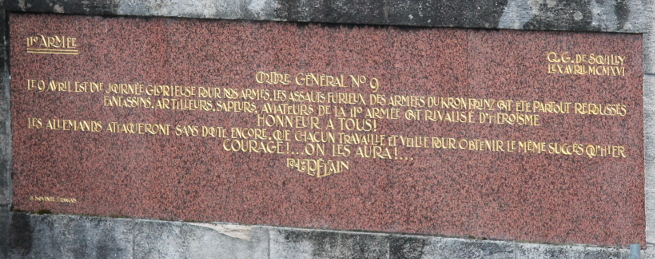 IIE ARMÉE
Q.G. DE SOUILLY
LE X AVRIL MCMXVI
ORDRE GÉNÉRAL NO 9
LE 9 AVRIL EST UNE JOURNÉE GLORIEUSE POUR NOS ARMES, LES ASSAUTS FURIEUX DES ARMÉES DU KRONPRINZ ONT ÉTÉ PARTOUT REPOUSSÉS
FANTASSINS, ARTILLEURS, SAPEURS, AVIATEURS DE LA IIE ARMÉE ONT RIVALISÉ D'HÉROÏSME
HONNEUR À TOUS!
LES ALLEMANDS ATTAQUERONT SANS DOUTE ENCORE, QUE CHACUN TRAVAILLE ET VEILLE POUR OBTENIR LE MÊME SUCCÈS QU'HIER
COURAGE!...ON LES AURA!...
PÉTAIN